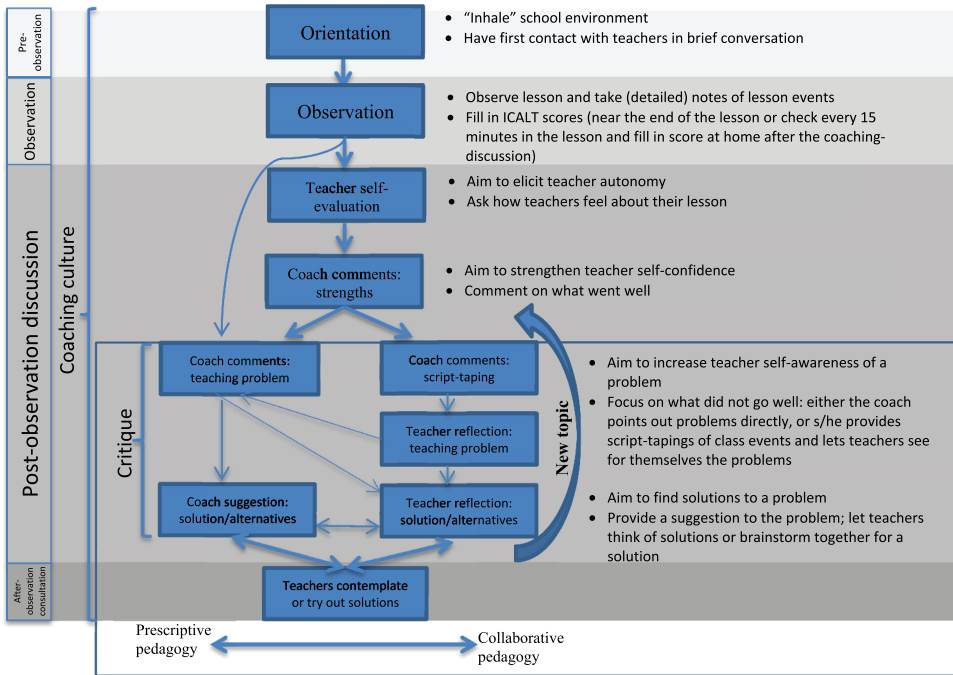 Pre-
observation
Orientation
• “Inhale” school environment
• Have first contact with teachers in brief conversation
Observation
Observation
• Observe lesson and take (detailed) notes of lesson events
• Fill in ICALT scores (near the end of the lesson or check every 15
minutes in the lesson and fill in score at home after the coaching-
discussion)
Post-observation discussion
Coaching culture
Teacher self-
evaluation
• Aim to elicit teacher autonomy
• Ask how teachers feel about their lesson
Coach comments:
strengths
• Aim to strengthen teacher self-confidence
• Comment on what went well
Critique
Coach comments:
teaching problem
Coach comments:
script-taping
Teacher reflection:
teaching problem
Coach suggestion:
solution/alternatives
Teacher reflection:
solution/alternatives
New topic
• Aim to increase teacher self-awareness of a
problem
• Focus on what did not go well: either the coach
points out problems directly, or s/he provides
script-tapings of class events and lets teachers see
for themselves the problems
• Aim to find solutions to a problem
• Provide a suggestion to the problem; let teachers
think of solutions or brainstorm together for a
solution
After-
observation
consultation
Teachers contemplate
or try out solutions
Prescriptive
pedagogy
Collaborative
pedagogy